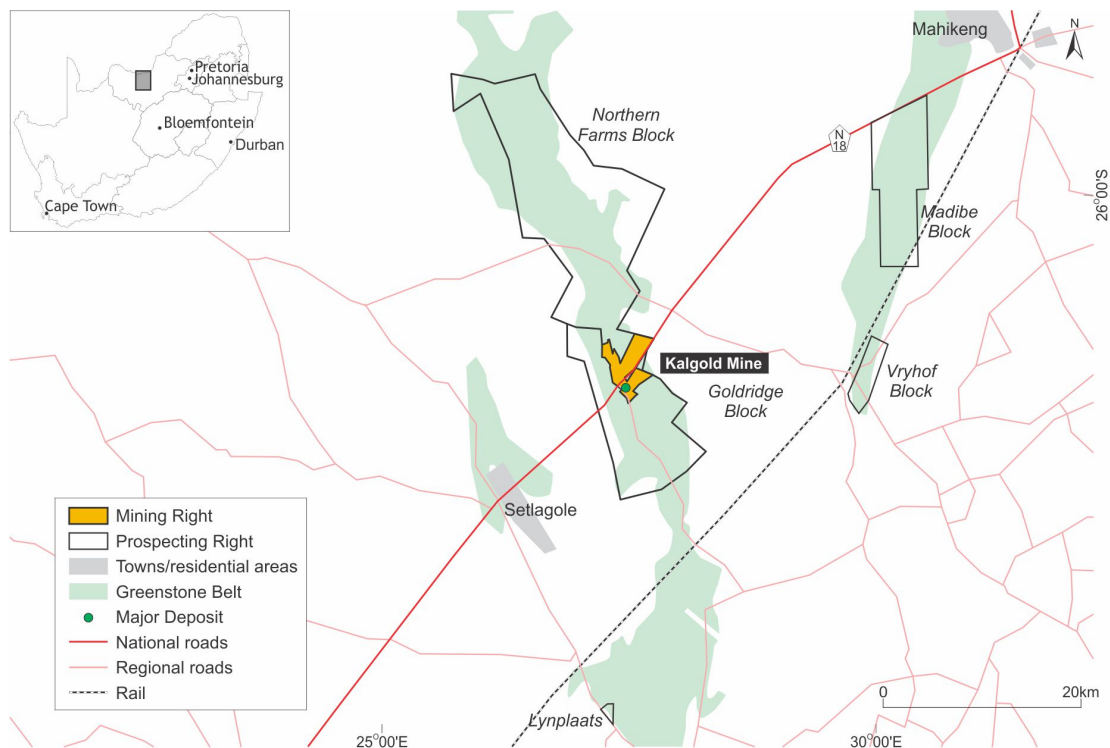 Pretoria
Johannesburg
Bloemfontein
Durban
Cape Town
Mahikeng
N
Northern
Farms Block
N
18
26°00'S
Madibe
Block
Kalgold Mine
Goldridge
Block
Vryhof
Block
Setlagole
Mining Right
Prospecting Right
Towns/residential areas
Greenstone Belt
Major Deposit
National roads
Regional roads
Rail
Lynplaats
0 20km
25°00'E
30°00'E